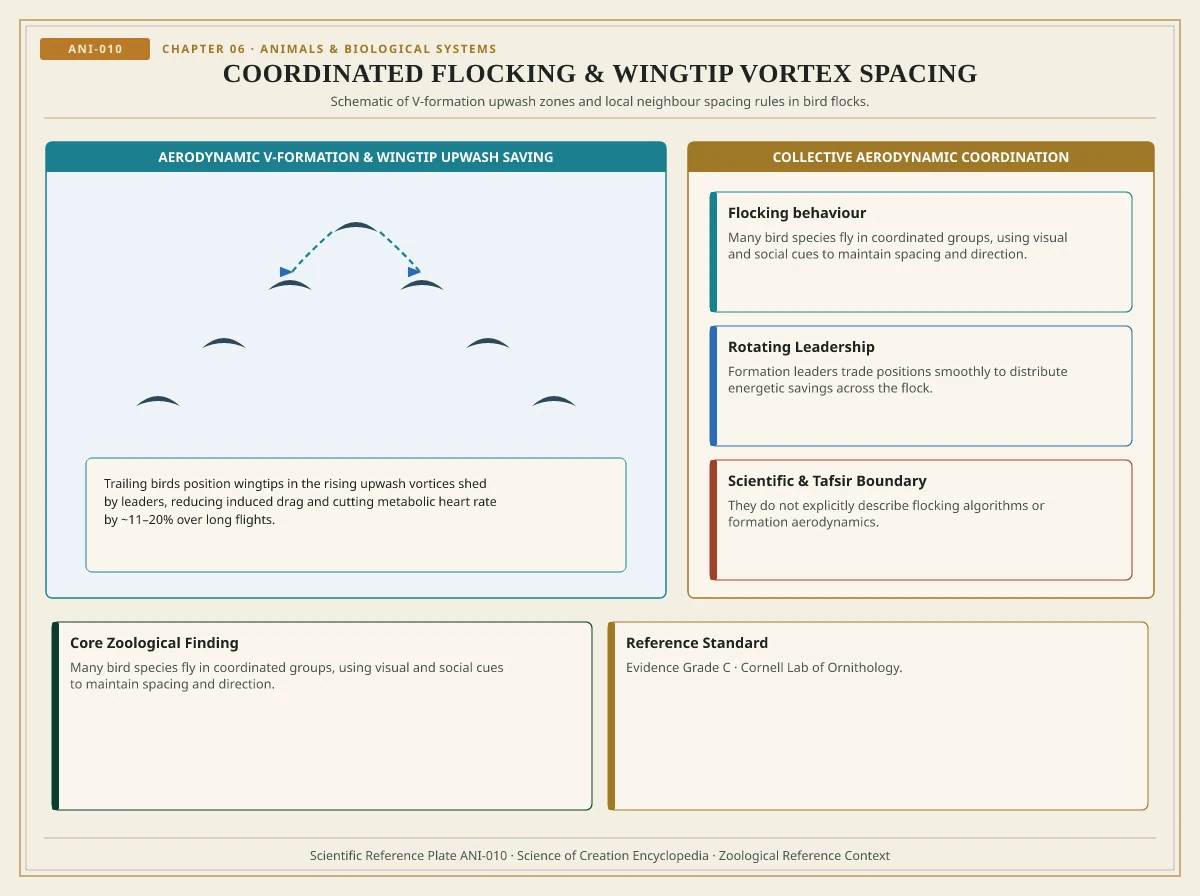 ANI-010
CHAPTER 06 · ANIMALS & BIOLOGICAL SYSTEMS
COORDINATED FLOCKING & WINGTIP VORTEX SPACING
Schematic of V-formation upwash zones and local neighbour spacing rules in bird flocks.
AERODYNAMIC V-FORMATION & WINGTIP UPWASH SAVING
Trailing birds position wingtips in the rising upwash vortices shed
by leaders, reducing induced drag and cutting metabolic heart rate
by ~11–20% over long flights.
COLLECTIVE AERODYNAMIC COORDINATION
Flocking behaviour
Many bird species fly in coordinated groups, using visual
and social cues to maintain spacing and direction.
Rotating Leadership
Formation leaders trade positions smoothly to distribute
energetic savings across the flock.
Scientific & Tafsir Boundary
They do not explicitly describe flocking algorithms or
formation aerodynamics.
Core Zoological Finding
Many bird species fly in coordinated groups, using visual and social cues
to maintain spacing and direction.
Reference Standard
Evidence Grade C · Cornell Lab of Ornithology.
Scientific Reference Plate ANI-010 · Science of Creation Encyclopedia · Zoological Reference Context